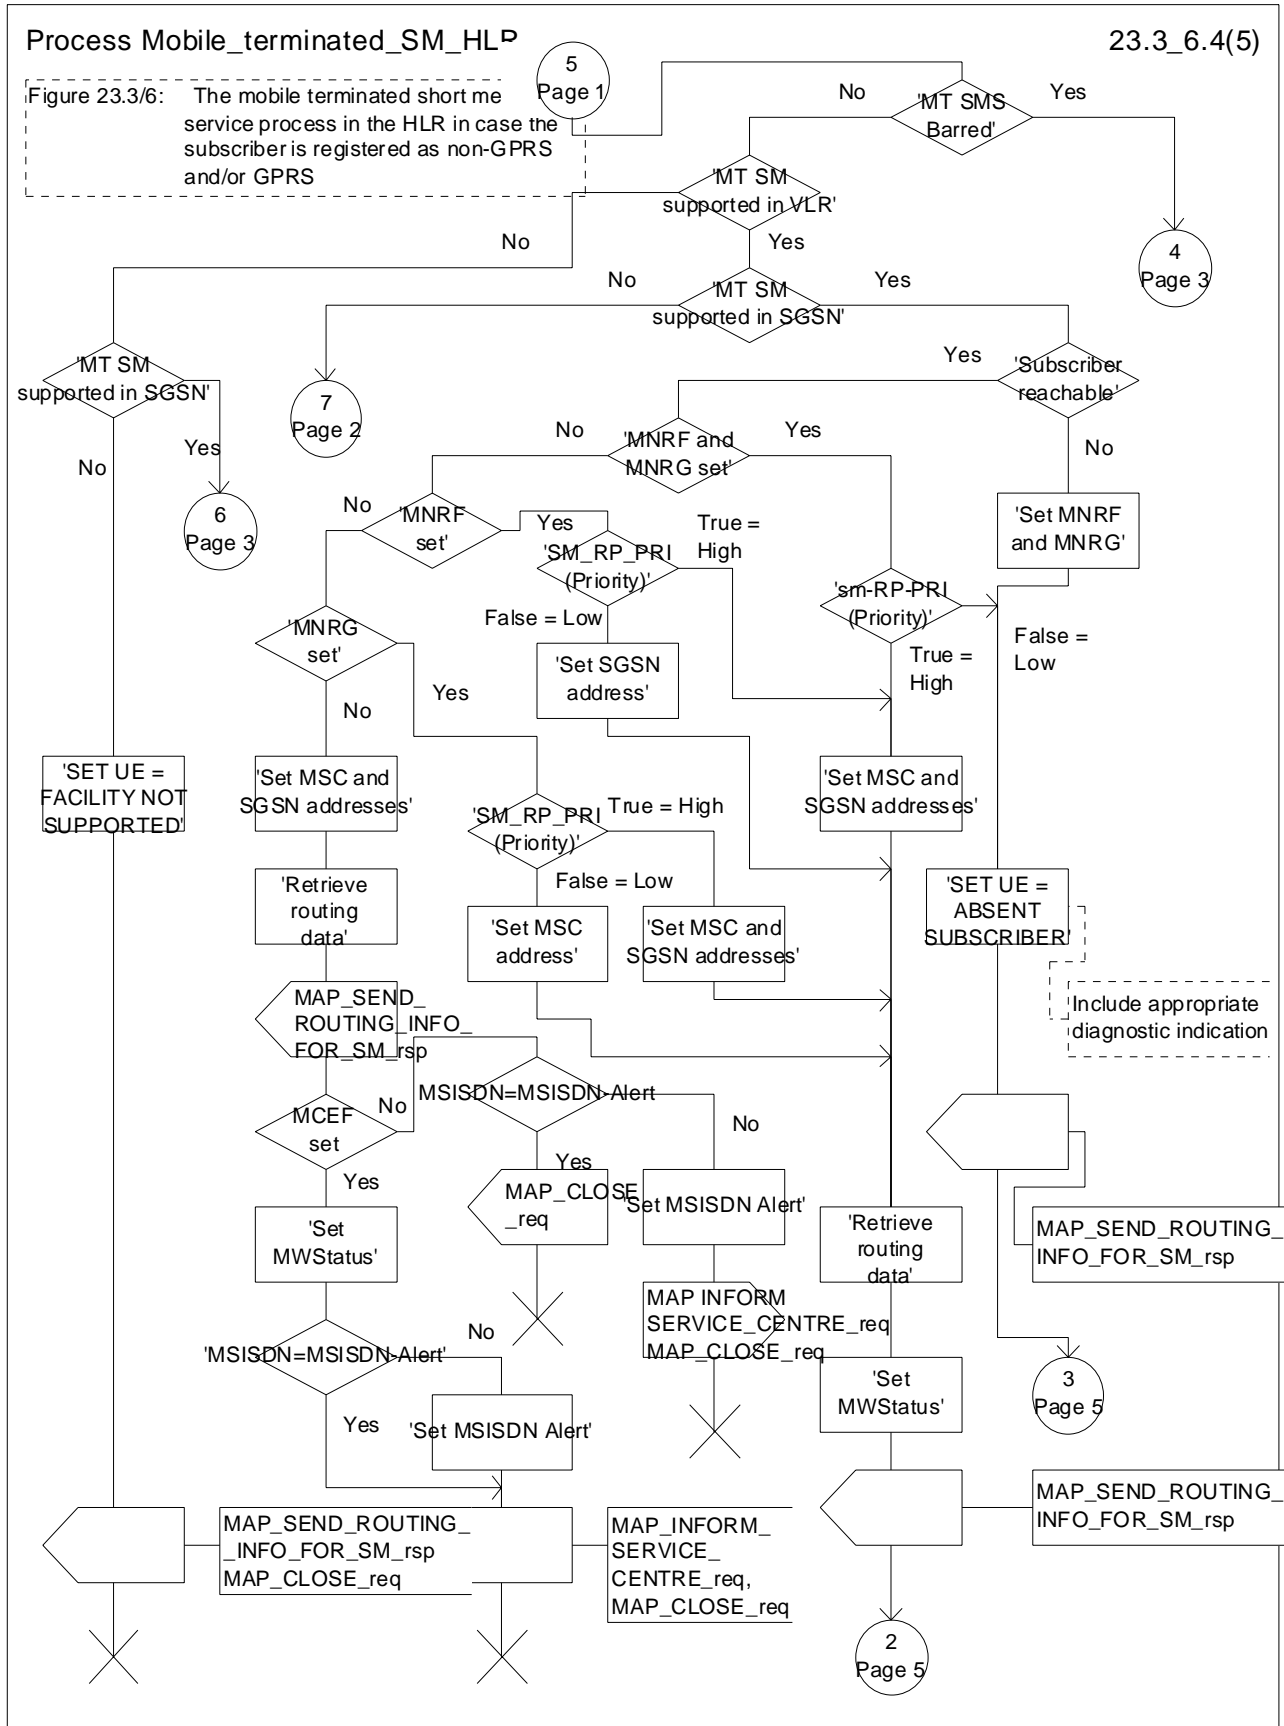 Process Mobile_terminated_SM_HLR
23.3_6.4(5)
5
Page 1
Figure 23.3/6: The mobile terminated short me
service process in the HLR in case the
subscriber is registered as non-GPRS
and/or GPRS
No
'MT SMS
Barred'
Yes
'MT SM
supported in VLR'
No
Yes
4
Page 3
No
'MT SM
supported in SGSN'
Yes
'MT SM
supported in SGSN'
7
Page 2
Yes
'Subscriber
reachable'
No
'MNRF and
MNRG set'
Yes
No
Yes
No
6
Page 3
No
'MNRF
set'
Yes
'SM_RP_PRI
(Priority)'
True =
High
'Set MNRF
and MNRG'
'sm-RP-PRI
(Priority)'
'MNRG
set'
False = Low
False =
Low
'Set SGSN
address'
True =
High
Yes
No
'SET UE =
FACILITY NOT
SUPPORTED'
'Set MSC and
SGSN addresses'
'SM_RP_PRI
(Priority)'
True = High
'Set MSC and
SGSN addresses'
'Retrieve
routing
data'
False = Low
'SET UE =
ABSENT
SUBSCRIBER'
'Set MSC
address'
'Set MSC and
SGSN addresses'
MAP_SEND_
ROUTING_INFO_
FOR_SM_rsp
Include appropriate
diagnostic indication
MCEF
set
No
MSISDN=MSISDN-Alert
No
Yes
Yes
MAP_CLOSE
_req
'Set MSISDN Alert'
'Set
MWStatus'
'Retrieve
routing
data'
MAP_SEND_ROUTING_
INFO_FOR_SM_rsp
MAP INFORM
SERVICE_CENTRE_req
MAP_CLOSE_req
'MSISDN=MSISDN-Alert'
No
'Set
MWStatus'
3
Page 5
Yes
'Set MSISDN Alert'
MAP_SEND_ROUTING_
_INFO_FOR_SM_rsp
MAP_CLOSE_req
MAP_INFORM_
SERVICE_
CENTRE_req,
MAP_CLOSE_req
MAP_SEND_ROUTING_
INFO_FOR_SM_rsp
2
Page 5